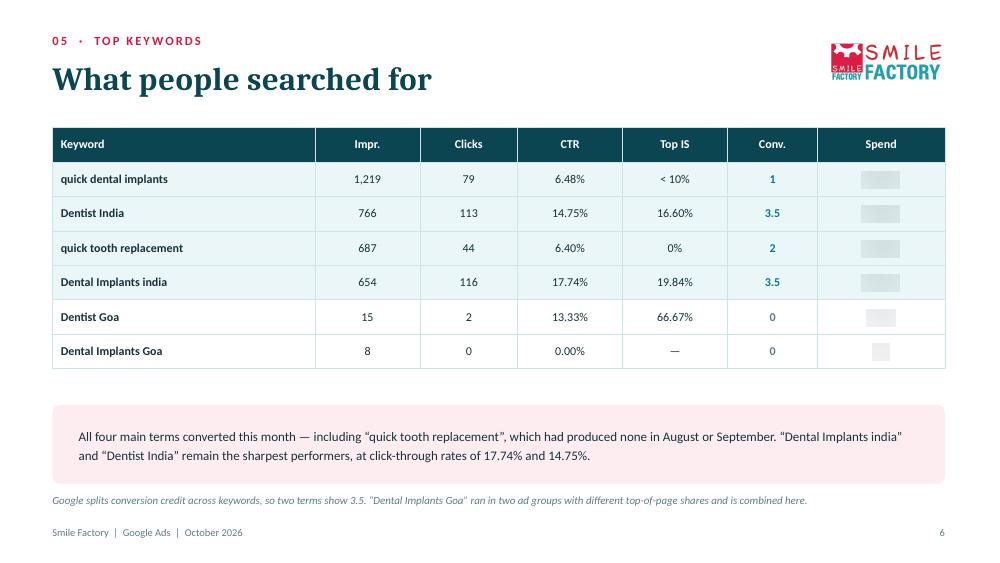 05 · TOP KEYWORDS
What people searched for
SMILE FACTORY
SMILE
FACTORY
Keyword Impr. Clicks CTR Top IS Conv. Spend
quick dental implants 1,219 79 6.48% < 10% 1
Dentist India 766 113 14.75% 16.60% 3.5
quick tooth replacement 687 44 6.40% 0% 2
Dental Implants india 654 116 17.74% 19.84% 3.5
Dentist Goa 15 2 13.33% 66.67% 0
Dental Implants Goa 8 0 0.00% — 0
All four main terms converted this month — including “quick tooth replacement”, which had produced none in August or September. “Dental Implants india”
and “Dentist India” remain the sharpest performers, at click-through rates of 17.74% and 14.75%.
Google splits conversion credit across keywords, so two terms show 3.5. “Dental Implants Goa” ran in two ad groups with different top-of-page shares and is combined here.
Smile Factory | Google Ads | October 2026 6